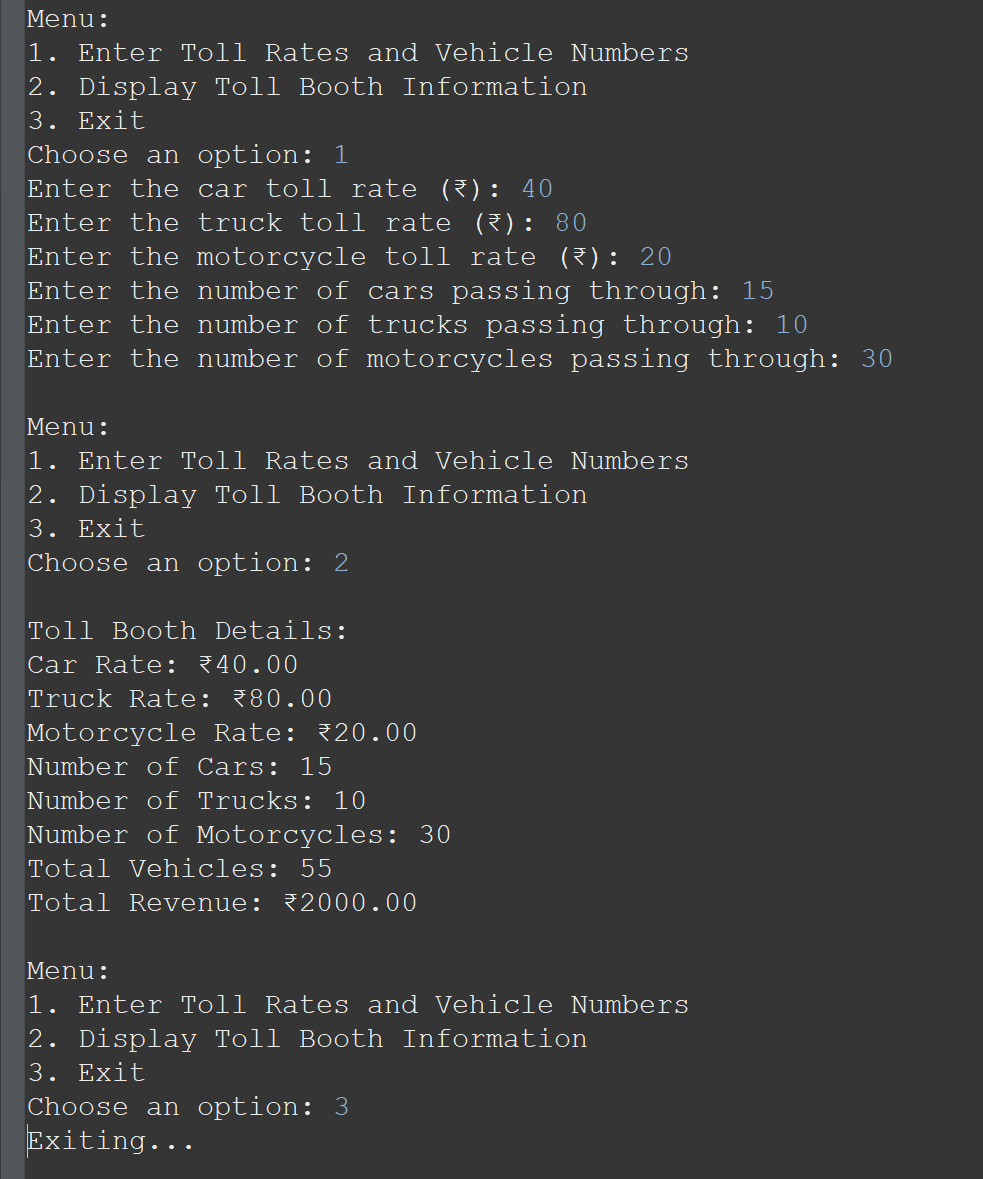 Menu:
1. Enter Toll Rates and Vehicle Numbers
2. Display Toll Booth Information
3. Exit
Choose an option: 1
Enter the car toll rate (₹): 40
Enter the truck toll rate (₹): 80
Enter the motorcycle toll rate (₹): 20
Enter the number of cars passing through: 15
Enter the number of trucks passing through: 10
Enter the number of motorcycles passing through: 30

Menu:
1. Enter Toll Rates and Vehicle Numbers
2. Display Toll Booth Information
3. Exit
Choose an option: 2

Toll Booth Details:
Car Rate: ₹40.00
Truck Rate: ₹80.00
Motorcycle Rate: ₹20.00
Number of Cars: 15
Number of Trucks: 10
Number of Motorcycles: 30
Total Vehicles: 55
Total Revenue: ₹2000.00

Menu:
1. Enter Toll Rates and Vehicle Numbers
2. Display Toll Booth Information
3. Exit
Choose an option: 3
Exiting...